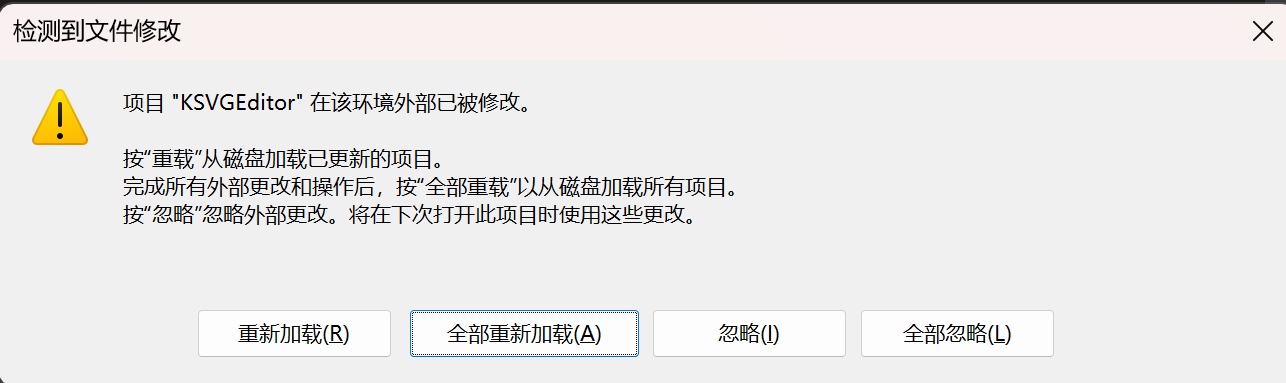 检测到文件修改
项目 "KSVGEditor" 在该环境外部已被修改。
按“重载”从磁盘加载已更新的项目。
完成所有外部更改和操作后，按“全部重载”以从磁盘加载所有项目。
按“忽略”忽略外部更改。将在下次打开此项目时使用这些更改。
重新加载(R) 全部重新加载(A) 忽略(I) 全部忽略(L)